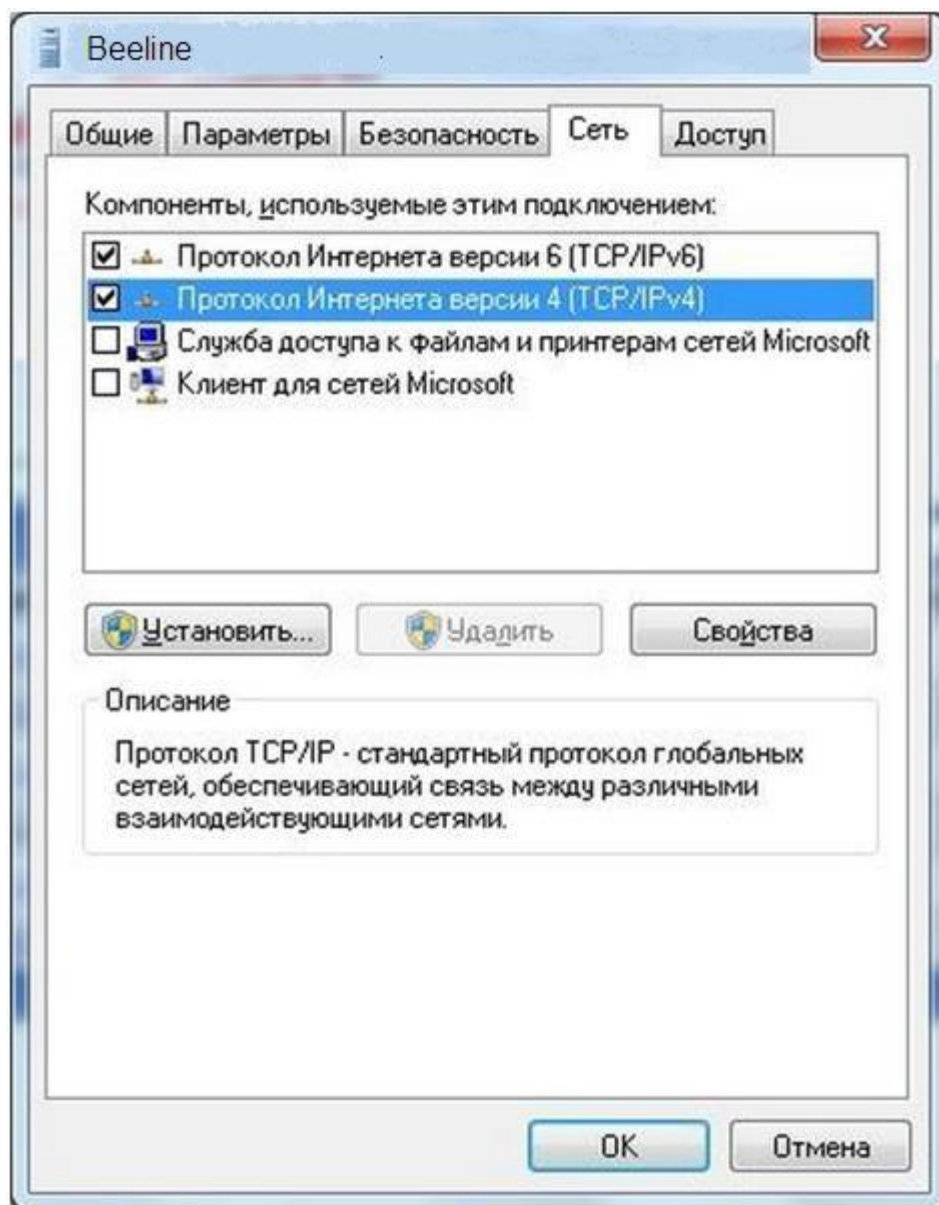 Beeline
Общие Параметры Безопасность Сеть Доступ
Компоненты, используемые этим подключением:
Протокол Интернета версии 6 (TCP/IPv6)
Протокол Интернета версии 4 (TCP/IPv4)
Служба доступа к файлам и принтерам сетей Microsoft
Клиент для сетей Microsoft
Установить... Удалить Свойства
Описание
Протокол TCP/IP - стандартный протокол глобальных
сетей, обеспечивающий связь между различными
взаимодействующими сетями.
OK Отмена